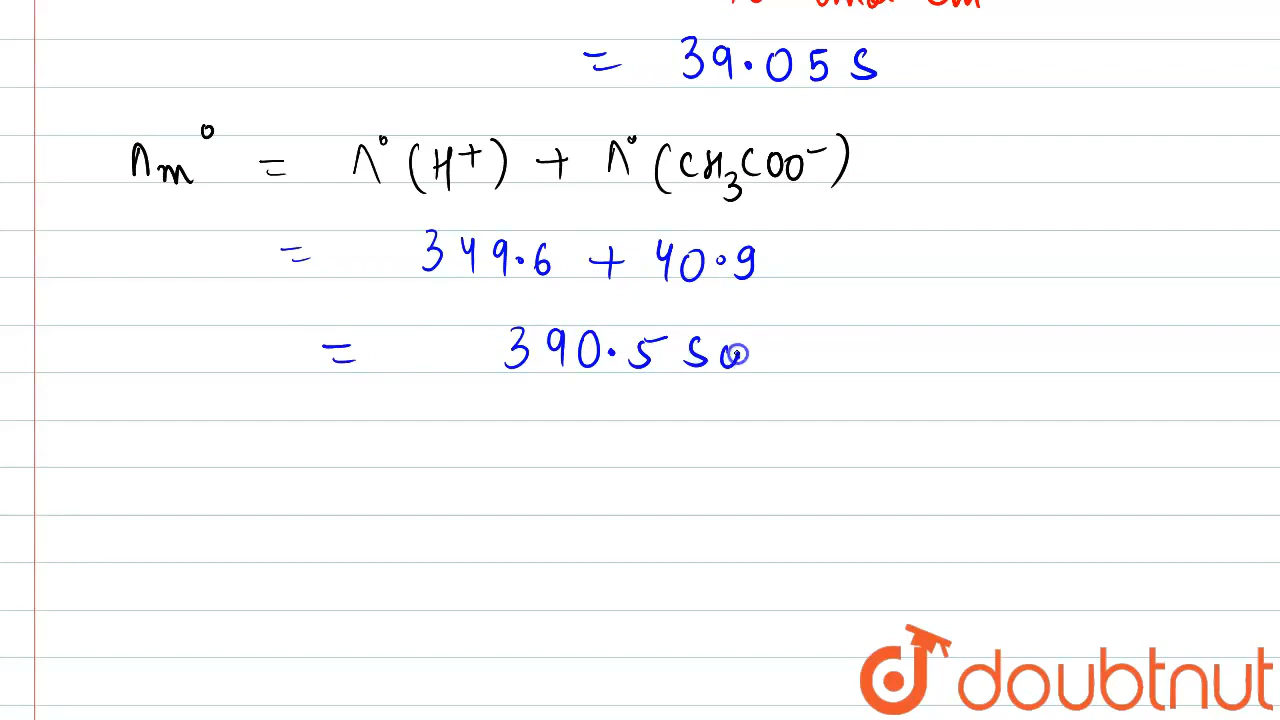 = 39.05 S
Λm° = Λ°(H+) + Λ°(CH3COO-)
= 349.6 + 40.9
= 390.5 S
doubtnut